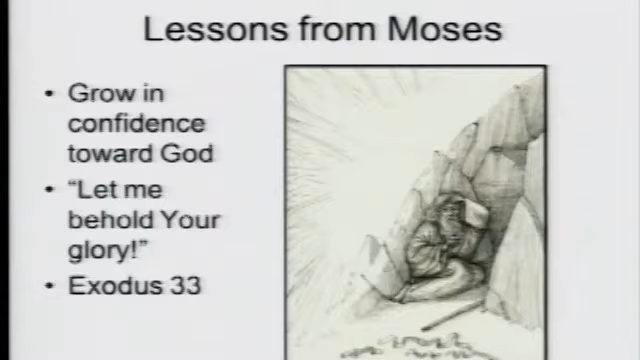 Lessons from Moses
• Grow in
confidence
toward God
• “Let me
behold Your
glory!”
• Exodus 33